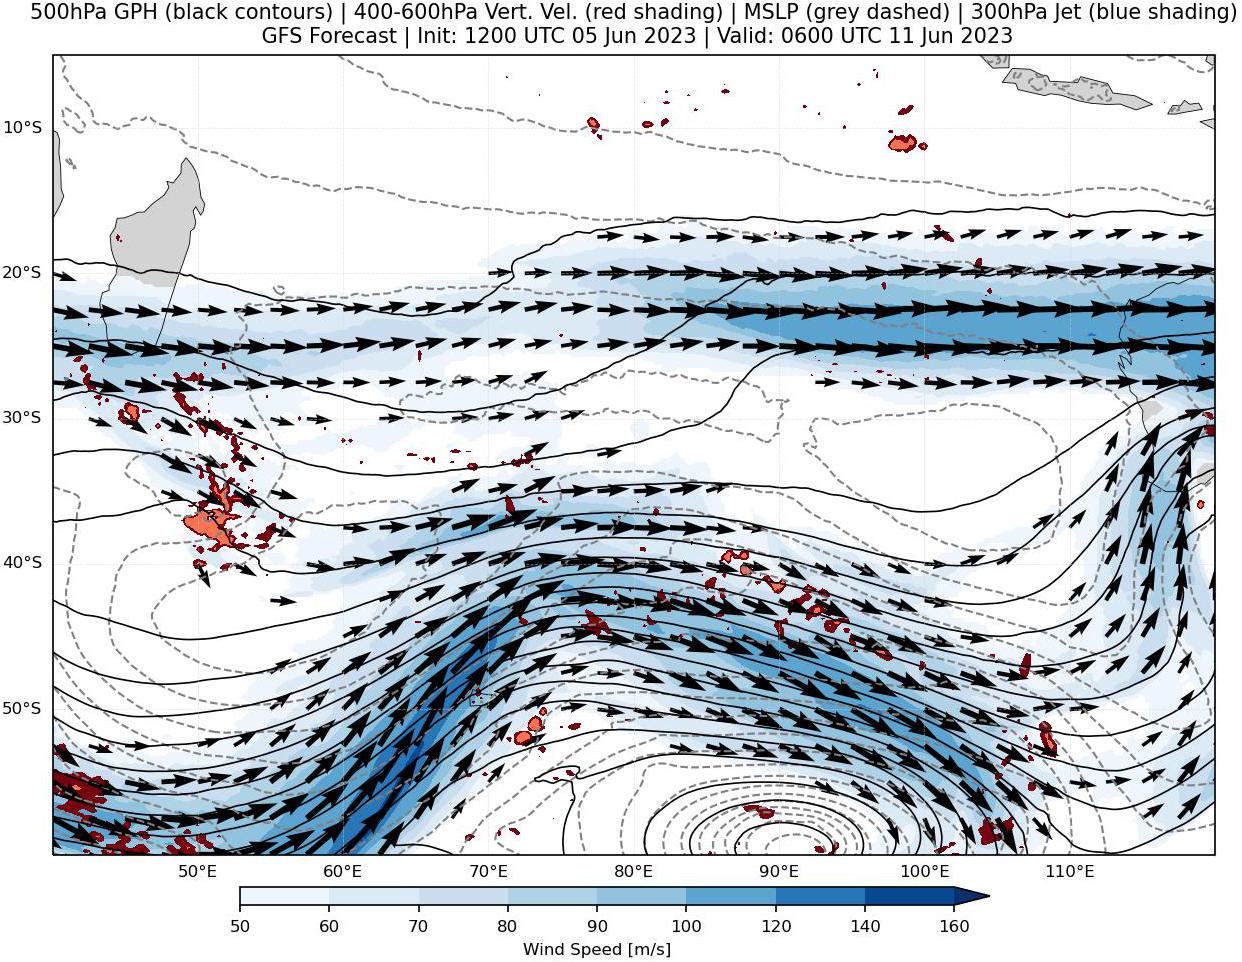 500hPa GPH (black contours) | 400-600hPa Vert. Vel. (red shading) | MSLP (grey dashed) | 300hPa Jet (blue shading)
GFS Forecast | Init: 1200 UTC 05 Jun 2023 | Valid: 0600 UTC 11 Jun 2023
10°S
20°S
30°S
40°S
50°S
50°E 60°E 70°E 80°E 90°E 100°E 110°E
50 60 70 80 90 100 120 140 160
Wind Speed [m/s]